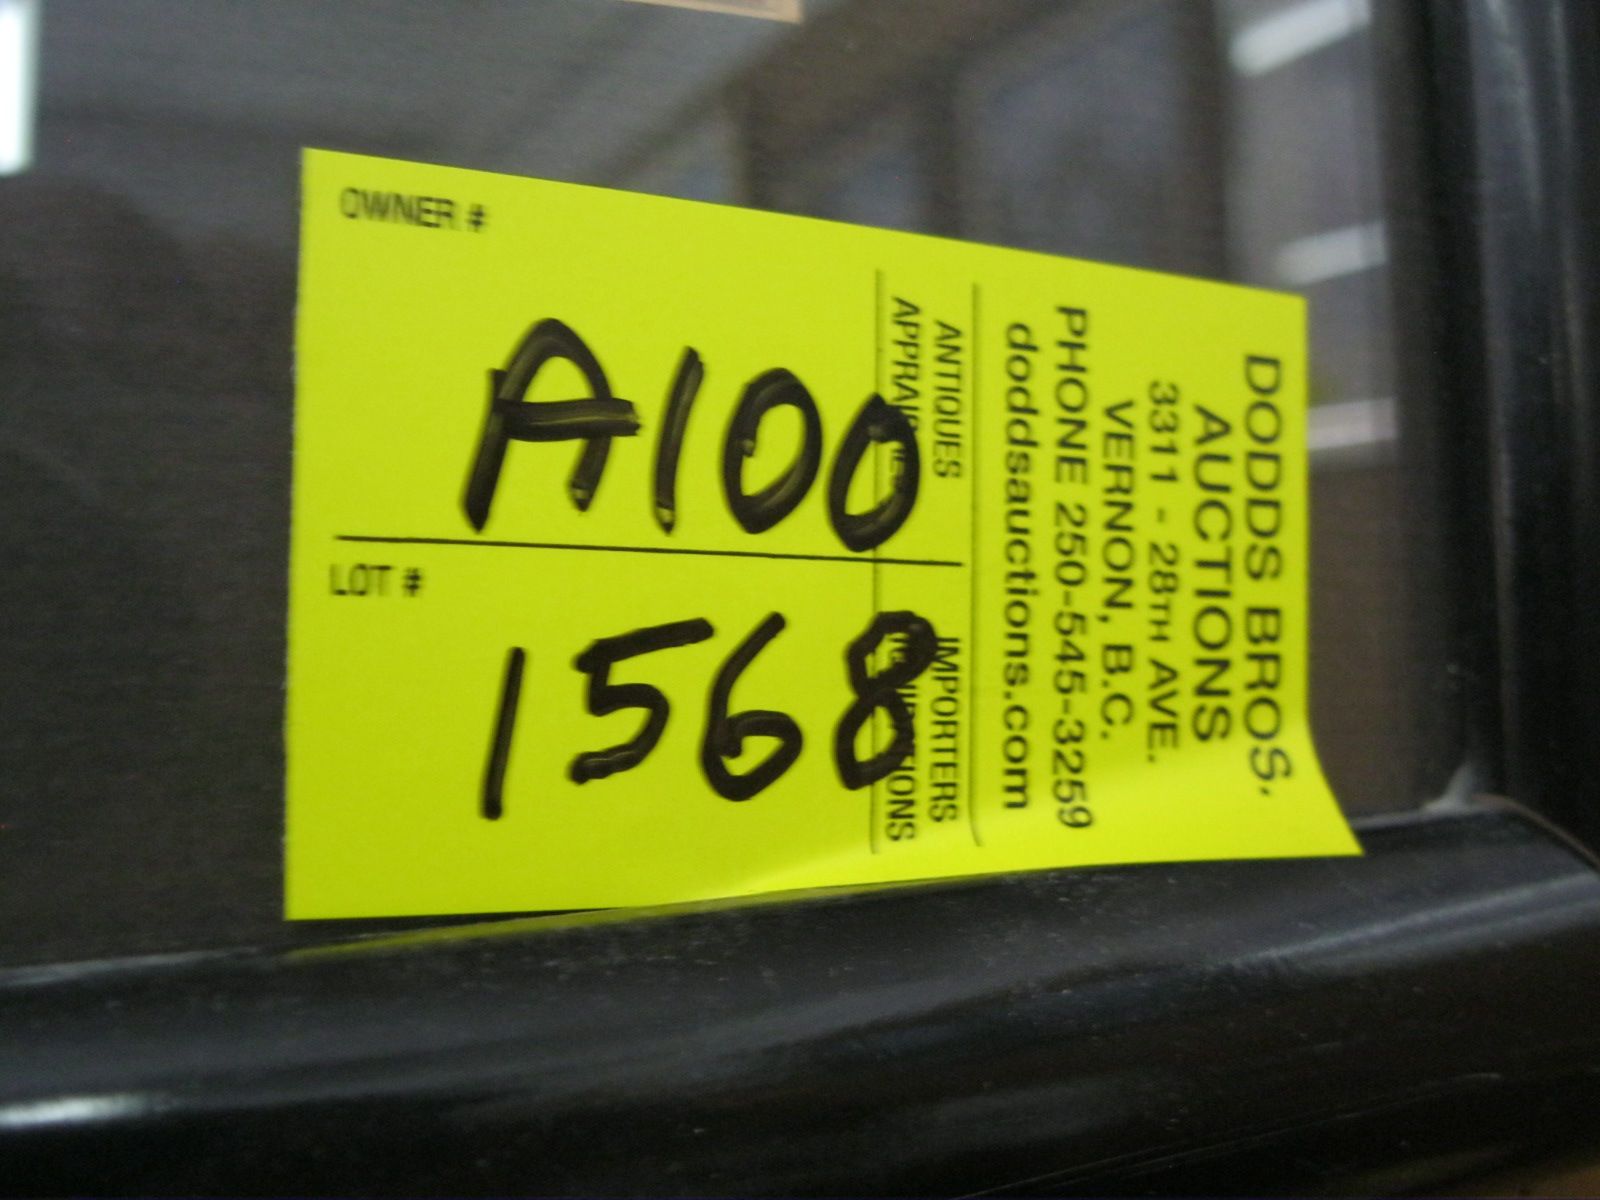 OWNER #
A100
LOT #
1568
DODDS BROS.
AUCTIONS
3311 - 28TH AVE.
VERNON, B.C.
PHONE 250-545-3259
doddsauctions.com
ANTIQUES IMPORTERS